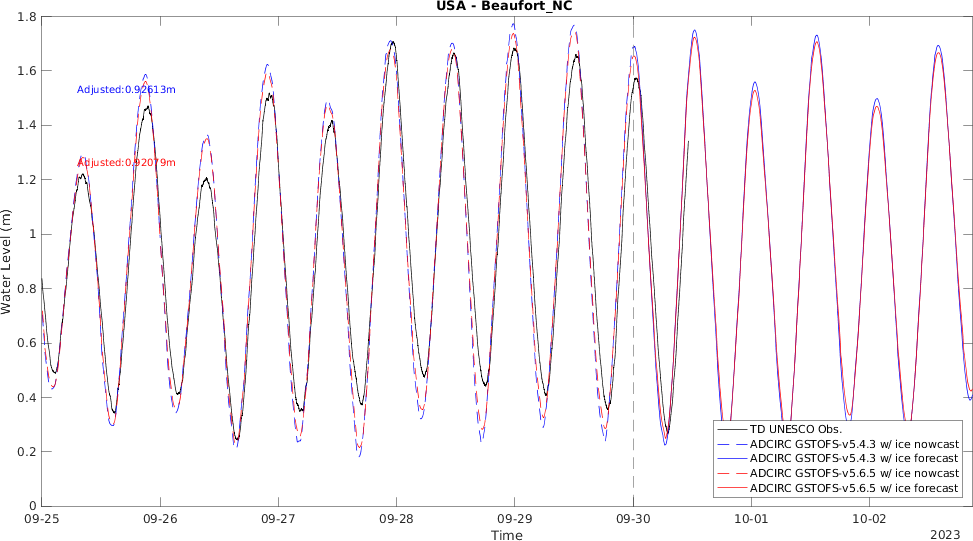 USA - Beaufort_NC
1.8
1.6
1.4
1.2
1
0.8
0.6
0.4
0.2
0
Water Level (m)
Adjusted:0.92613m
Adjusted:0.92079m
TD UNESCO Obs.
ADCIRC GSTOFS-v5.4.3 w/ ice nowcast
ADCIRC GSTOFS-v5.4.3 w/ ice forecast
ADCIRC GSTOFS-v5.6.5 w/ ice nowcast
ADCIRC GSTOFS-v5.6.5 w/ ice forecast
09-25 09-26 09-27 09-28 09-29 09-30 10-01 10-02
Time
2023